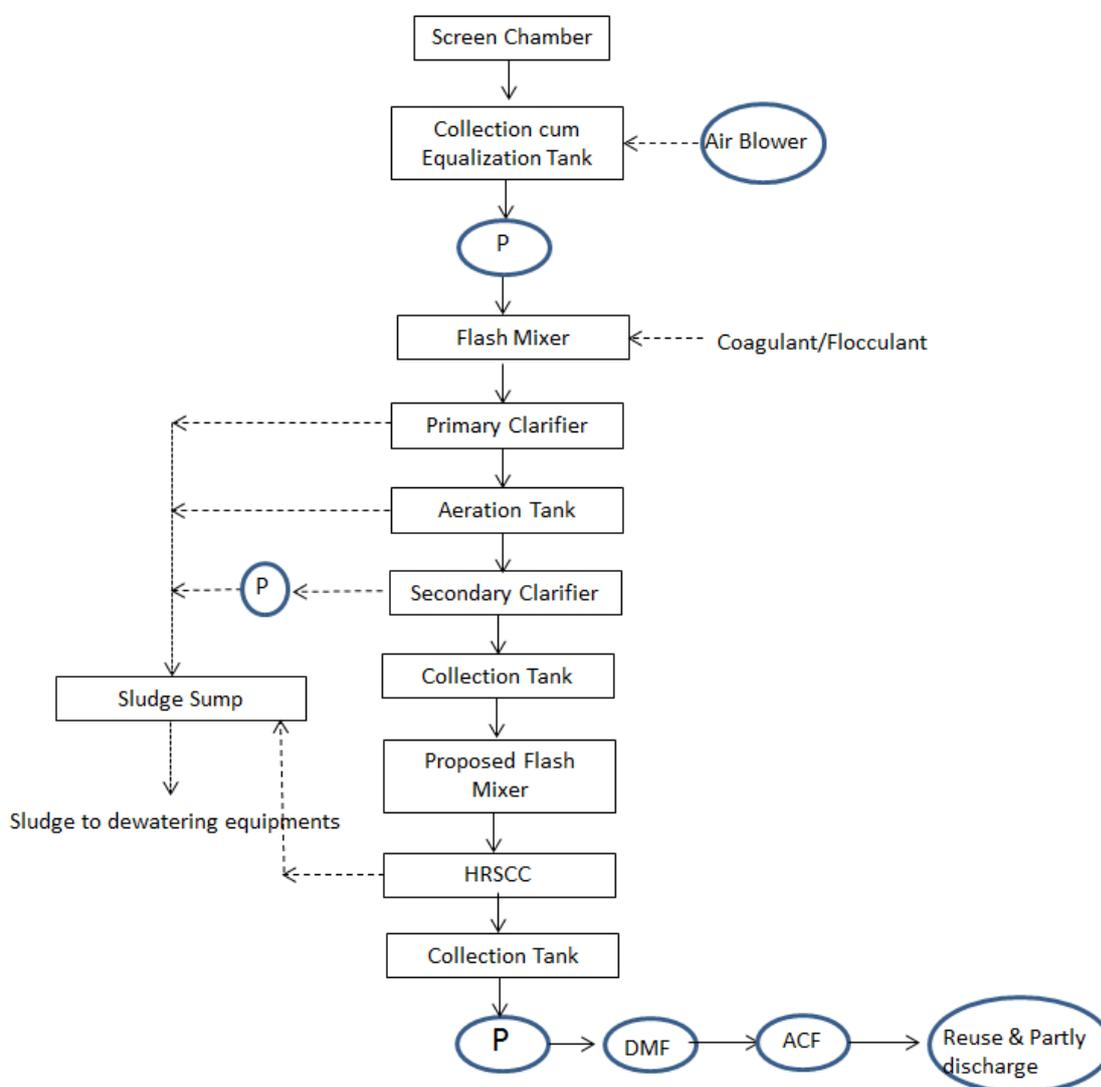 Screen Chamber
Collection cum
Equalization Tank
Air Blower
P
Flash Mixer
Coagulant/Flocculant
Primary Clarifier
Aeration Tank
P
Secondary Clarifier
Collection Tank
Sludge Sump
Proposed Flash
Mixer
Sludge to dewatering equipments
HRSCC
Collection Tank
P
DMF
ACF
Reuse & Partly
discharge